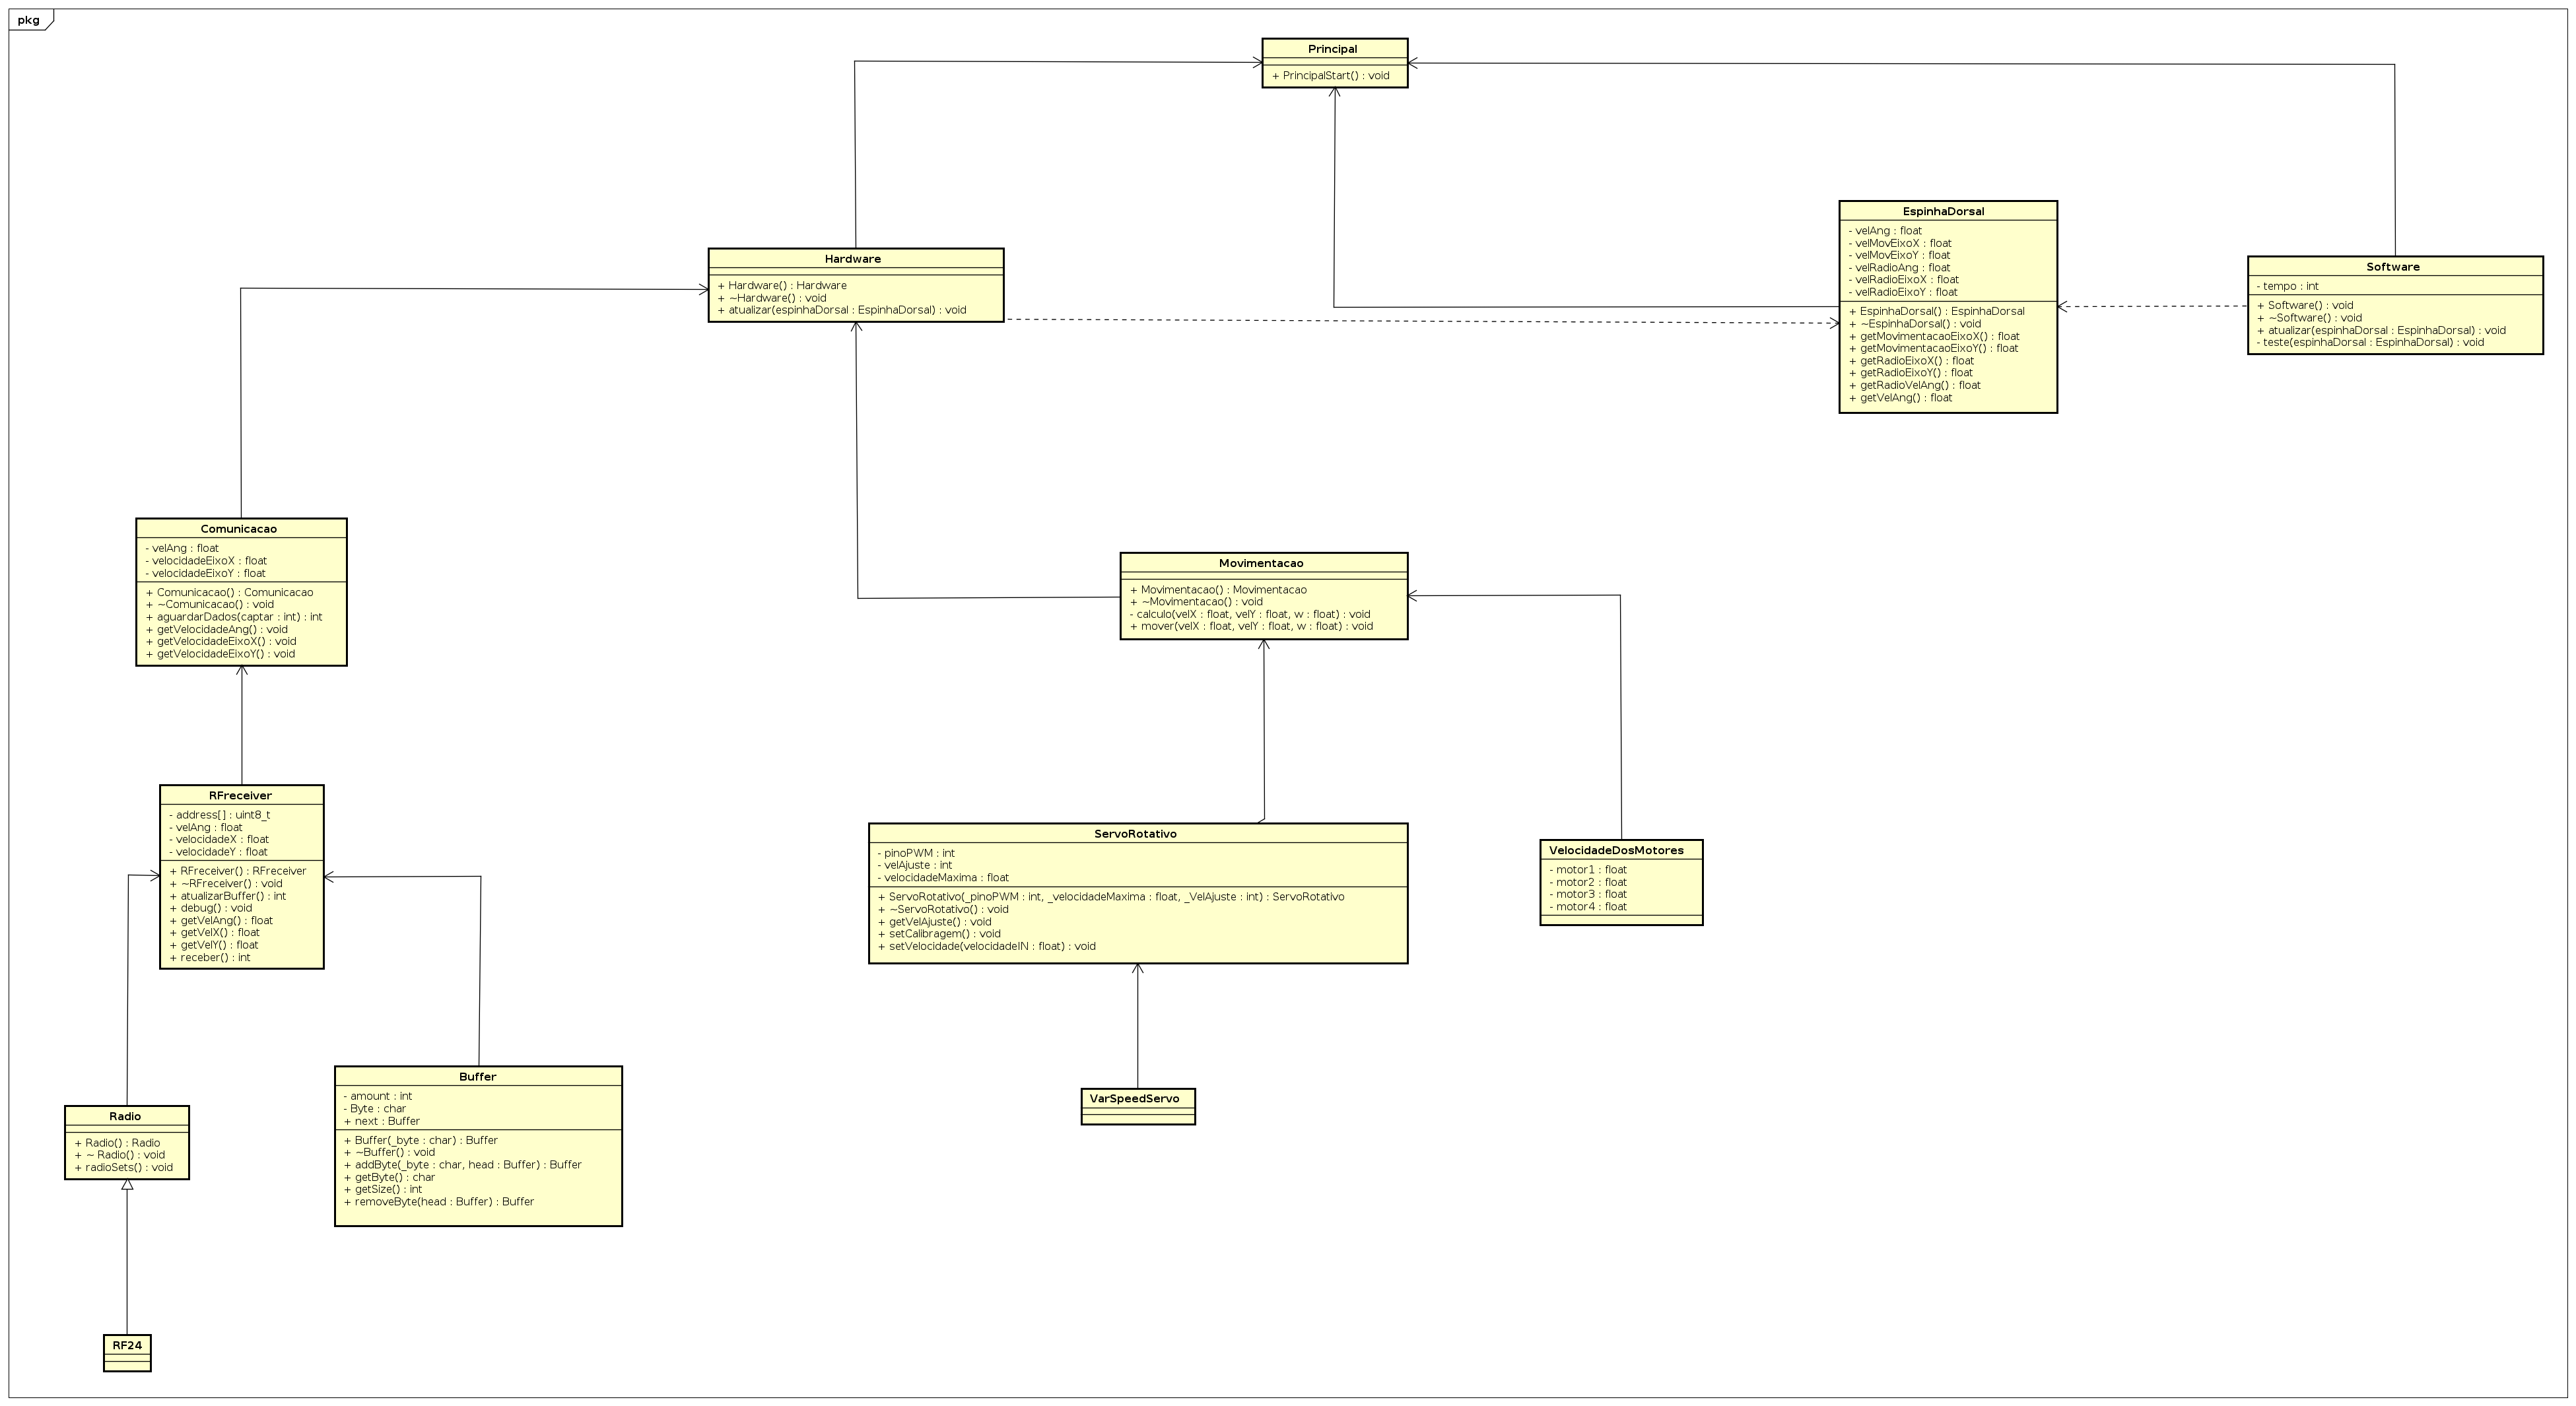 pkg
Principal
+ PrincipalStart() : void
EspinhaDorsal
- velAng : float
- velMovEixoX : float
- velMovEixoY : float
- velRadioAng : float
- velRadioEixoX : float
- velRadioEixoY : float
+ EspinhaDorsal() : EspinhaDorsal
+ ~EspinhaDorsal() : void
+ getMovimentacaoEixoX() : float
+ getMovimentacaoEixoY() : float
+ getRadioEixoX() : float
+ getRadioEixoY() : float
+ getRadioVelAng() : float
+ getVelAng() : float
Hardware
+ Hardware() : Hardware
+ ~Hardware() : void
+ atualizar(espinhaDorsal : EspinhaDorsal) : void
Software
- tempo : int
+ Software() : void
+ ~Software() : void
+ atualizar(espinhaDorsal : EspinhaDorsal) : void
- teste(espinhaDorsal : EspinhaDorsal) : void
Comunicacao
- velAng : float
- velocidadeEixoX : float
- velocidadeEixoY : float
+ Comunicacao() : Comunicacao
+ ~Comunicacao() : void
+ aguardarDados(captar : int) : int
+ getVelocidadeAng() : void
+ getVelocidadeEixoX() : void
+ getVelocidadeEixoY() : void
Movimentacao
+ Movimentacao() : Movimentacao
+ ~Movimentacao() : void
- calculo(velX : float, velY : float, w : float) : void
+ mover(velX : float, velY : float, w : float) : void
RFreceiver
- address[] : uint8_t
- velAng : float
- velocidadeX : float
- velocidadeY : float
+ RFreceiver() : RFreceiver
+ ~RFreceiver() : void
+ atualizarBuffer() : int
+ debug() : void
+ getVelAng() : float
+ getVelX() : float
+ getVelY() : float
+ receber() : int
ServoRotativo
- pinoPWM : int
- velAjuste : int
- velocidadeMaxima : float
+ ServoRotativo(_pinoPWM : int, _velocidadeMaxima : float, _VelAjuste : int) : ServoRotativo
+ ~ServoRotativo() : void
+ getVelAjuste() : void
+ setCalibragem() : void
+ setVelocidade(velocidadeIN : float) : void
VelocidadeDosMotores
- motor1 : float
- motor2 : float
- motor3 : float
- motor4 : float
Buffer
- amount : int
- Byte : char
+ next : Buffer
+ Buffer(_byte : char) : Buffer
+ ~Buffer() : void
+ addByte(_byte : char, head : Buffer) : Buffer
+ getByte() : char
+ getSize() : int
+ removeByte(head : Buffer) : Buffer
VarSpeedServo
Radio
+ Radio() : Radio
+ ~ Radio() : void
+ radioSets() : void
RF24